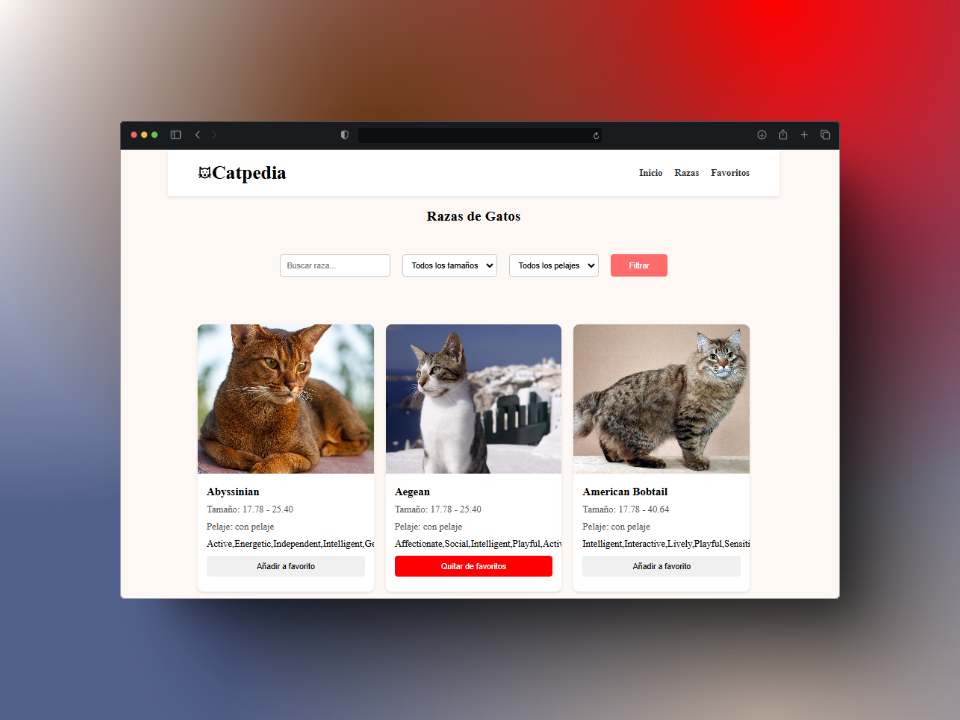 Catpedia
Inicio Razas Favoritos
Razas de Gatos
Buscar raza... Todos los tamaños Todos los pelajes Filtrar
Abyssinian
Tamaño: 17.78 - 25.40
Pelaje: con pelaje
Active,Energetic,Independent,Intelligent,Ge
Añadir a favorito
Aegean
Tamaño: 17.78 - 25.40
Pelaje: con pelaje
Affectionate,Social,Intelligent,Playful,Activ
Quitar de favoritos
American Bobtail
Tamaño: 17.78 - 40.64
Pelaje: con pelaje
Intelligent,Interactive,Lively,Playful,Sensiti
Añadir a favorito